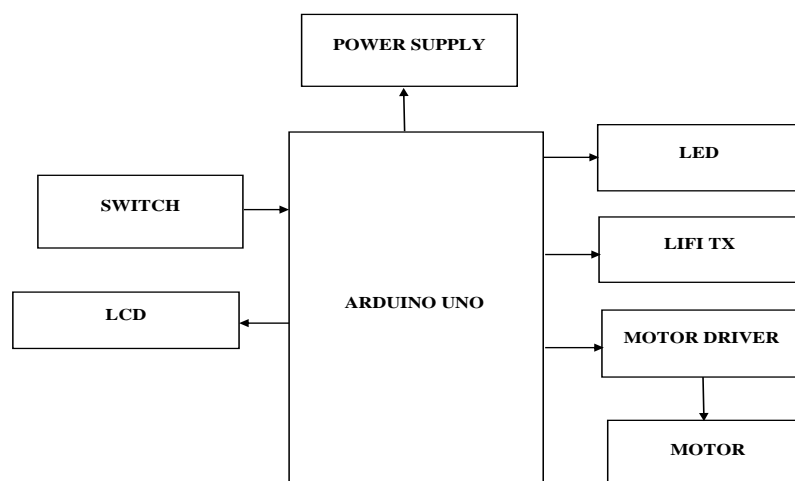 POWER SUPPLY
LED
SWITCH
LIFI TX
ARDUINO UNO
LCD
MOTOR DRIVER
MOTOR